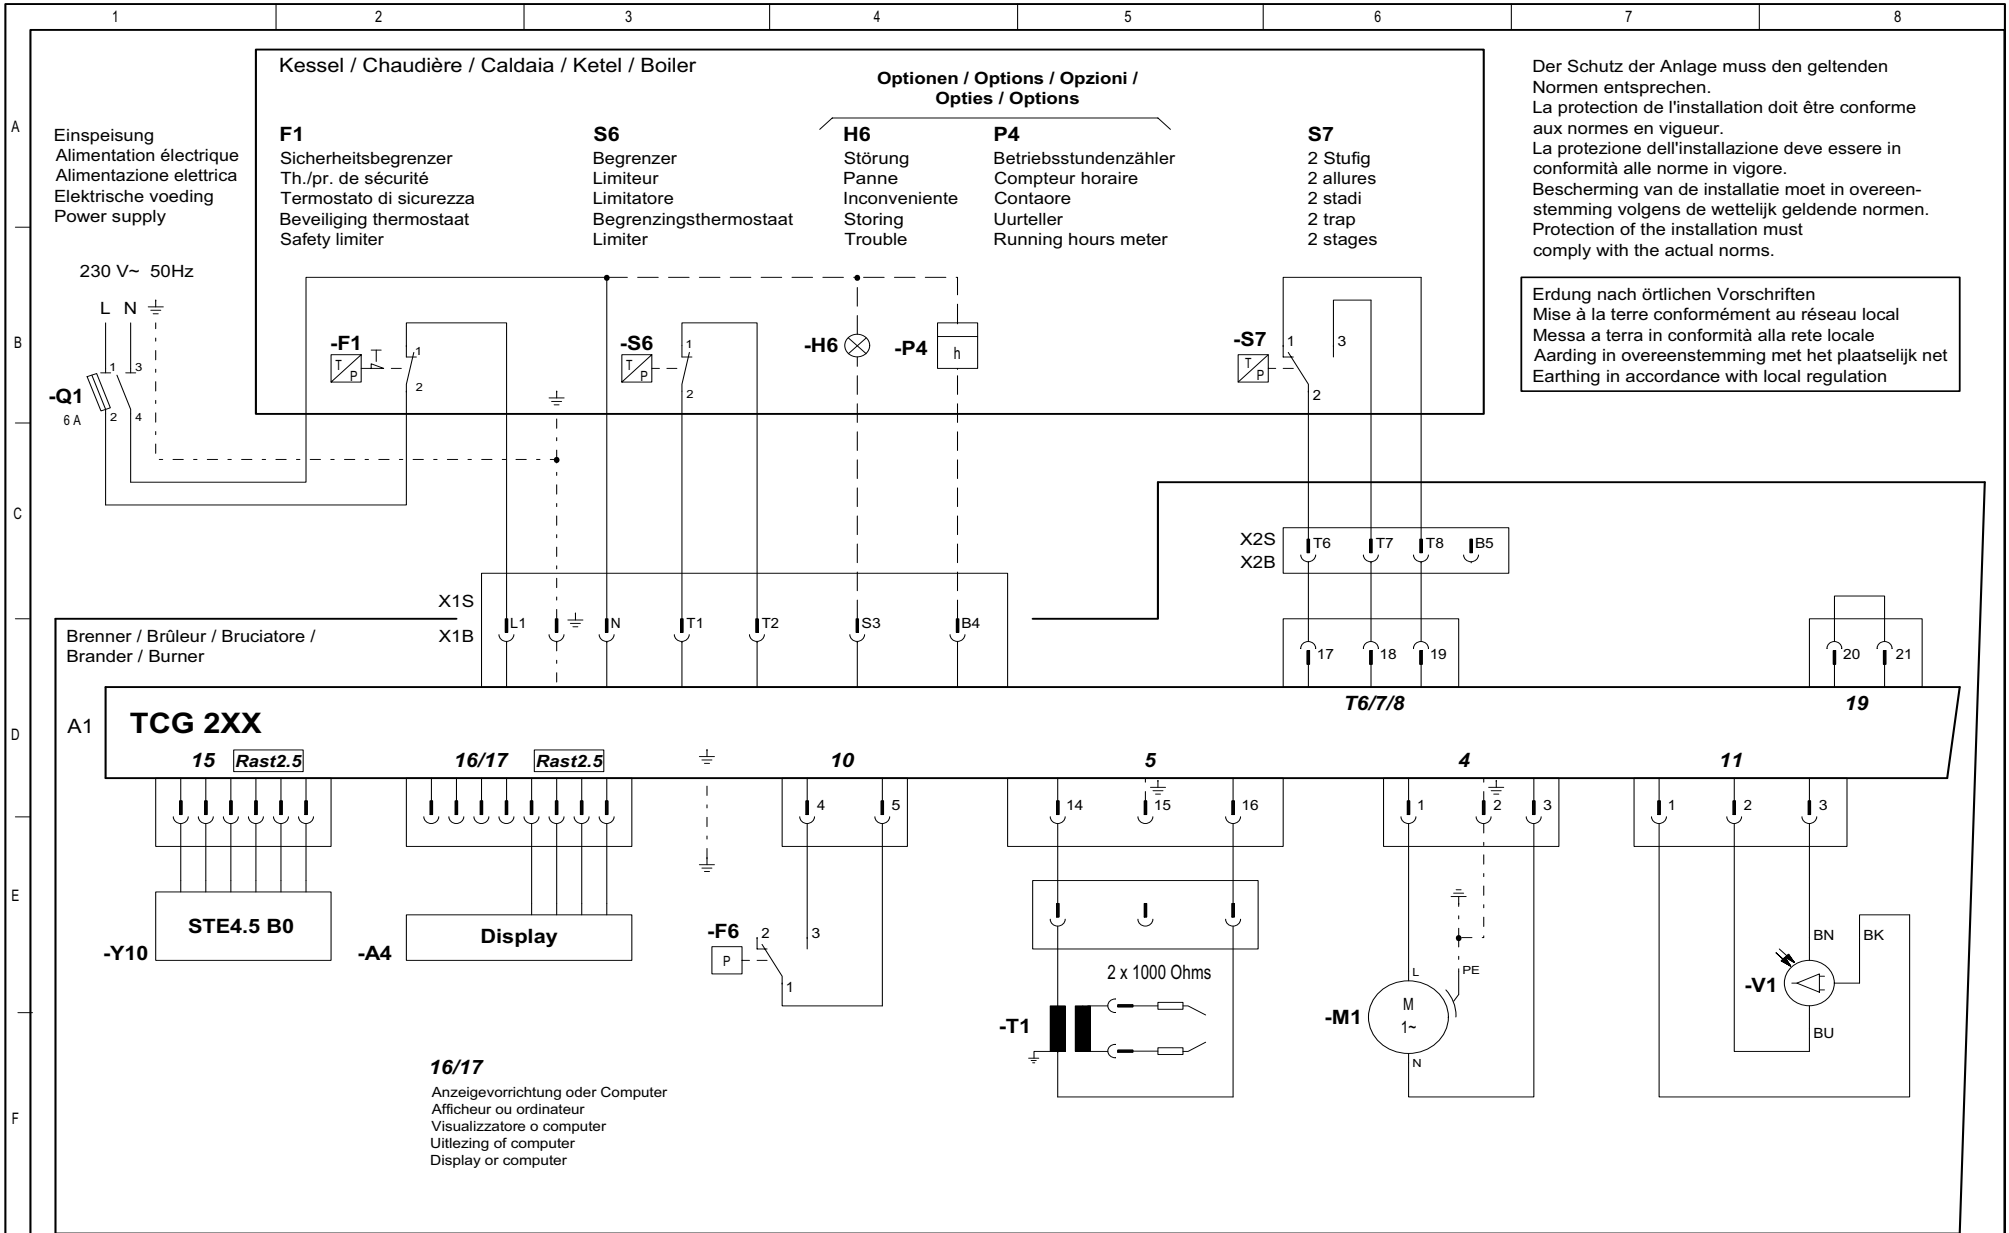 1 2 3 4 5 6 7 8
A
B
C
D
E
F
Kessel / Chaudière / Caldaia / Ketel / Boiler
Optionen / Options / Opzioni /
Opties / Options
Einspeisung
Alimentation électrique
Alimentazione elettrica
Elektrische voeding
Power supply
F1
Sicherheitsbegrenzer
Th./pr. de sécurité
Termostato di sicurezza
Beveiliging thermostaat
Safety limiter
S6
Begrenzer
Limiteur
Limitatore
Begrenzingsthermostaat
Limiter
H6
Störung
Panne
Inconveniente
Storing
Trouble
P4
Betriebsstundenzähler
Compteur horaire
Contaore
Uurteller
Running hours meter
S7
2 Stufig
2 allures
2 stadi
2 trap
2 stages
Der Schutz der Anlage muss den geltenden
Normen entsprechen.
La protection de l'installation doit être conforme
aux normes en vigueur.
La protezione dell'installazione deve essere in
conformità alle norme in vigore.
Bescherming van de installatie moet in overeen-
stemming volgens de wettelijk geldende normen.
Protection of the installation must
comply with the actual norms.
Erdung nach örtlichen Vorschriften
Mise à la terre conformément au réseau local
Messa a terra in conformità alla rete locale
Aarding in overeenstemming met het plaatselijk net
Earthing in accordance with local regulation
230 V~ 50Hz
L N
-Q1
6 A
1 3
2 4
-F1
T P
1
2
-S6
T P
1
2
-H6
-P4
h
-S7
T P
1 3
2
X2S
X2B
T6 T7 T8 B5
X1S
X1B
L1 N T1 T2 S3 B4
17 18 19
20 21
Brenner / Brûleur / Bruciatore /
Brander / Burner
A1
TCG 2XX
T6/7/8
19
15 Rast2.5
16/17 Rast2.5
10
5
4
11
4 5
14 15 16
1 2 3
1 2 3
-Y10
STE4.5 B0
-A4
Display
-F6
P
2 3
1
2 x 1000 Ohms
-T1
-M1
M
1~
L
N
PE
-V1
BN BK
BU
16/17
Anzeigevorrichtung oder Computer
Afficheur ou ordinateur
Visualizzatore o computer
Uitlezing of computer
Display or computer